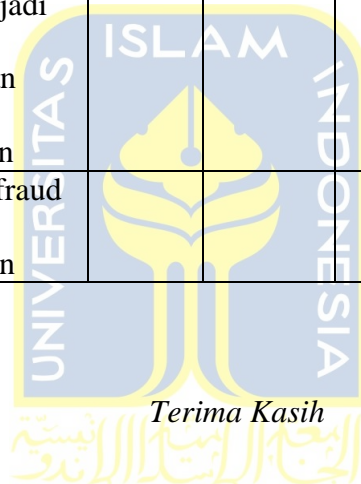 jadi
ISLAM
n
n
fraud
n
UNIVERSITAS
INDONESIA
Terima Kasih